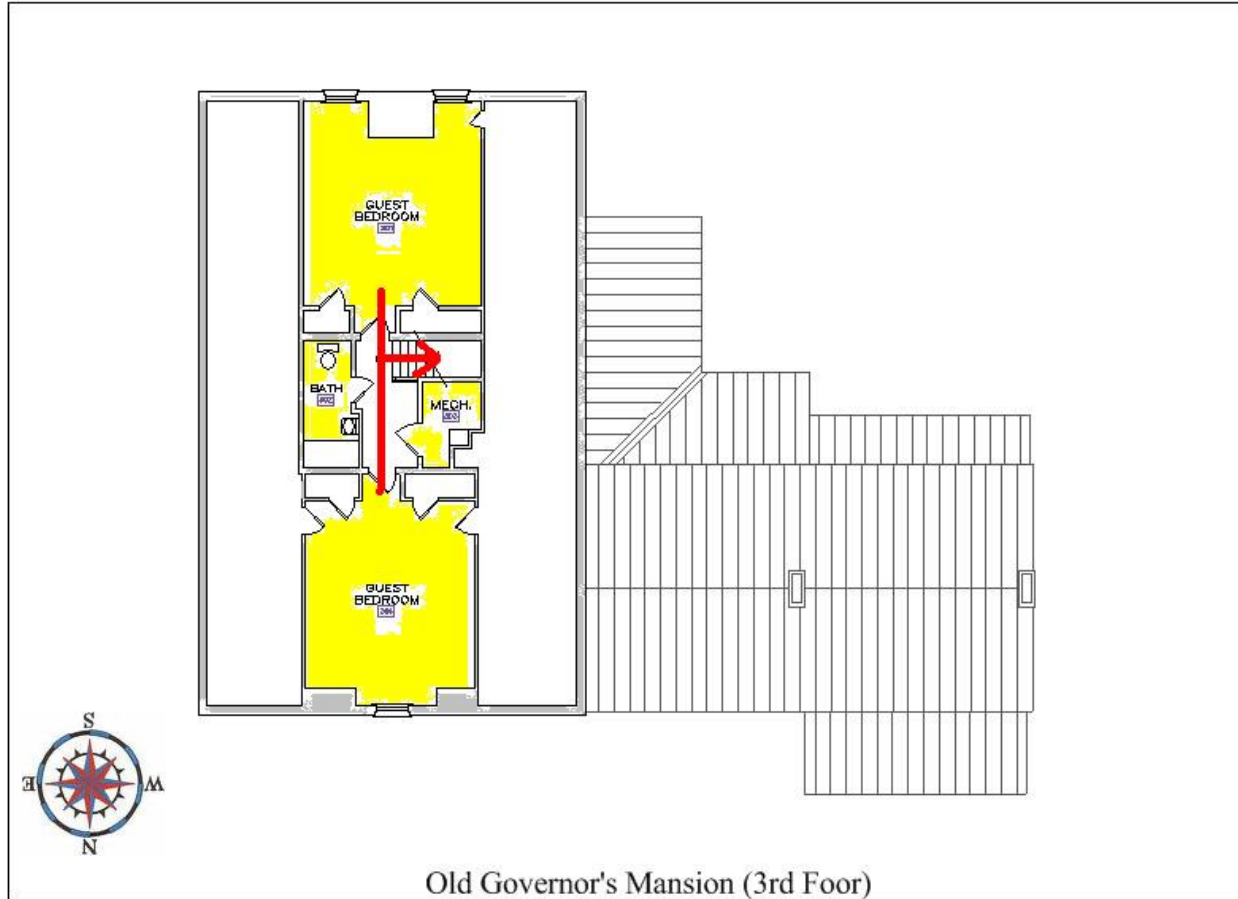 GUEST
BEDROOM
BATH
MECH.
GUEST
BEDROOM
S
E
W
N
Old Governor's Mansion (3rd Foor)